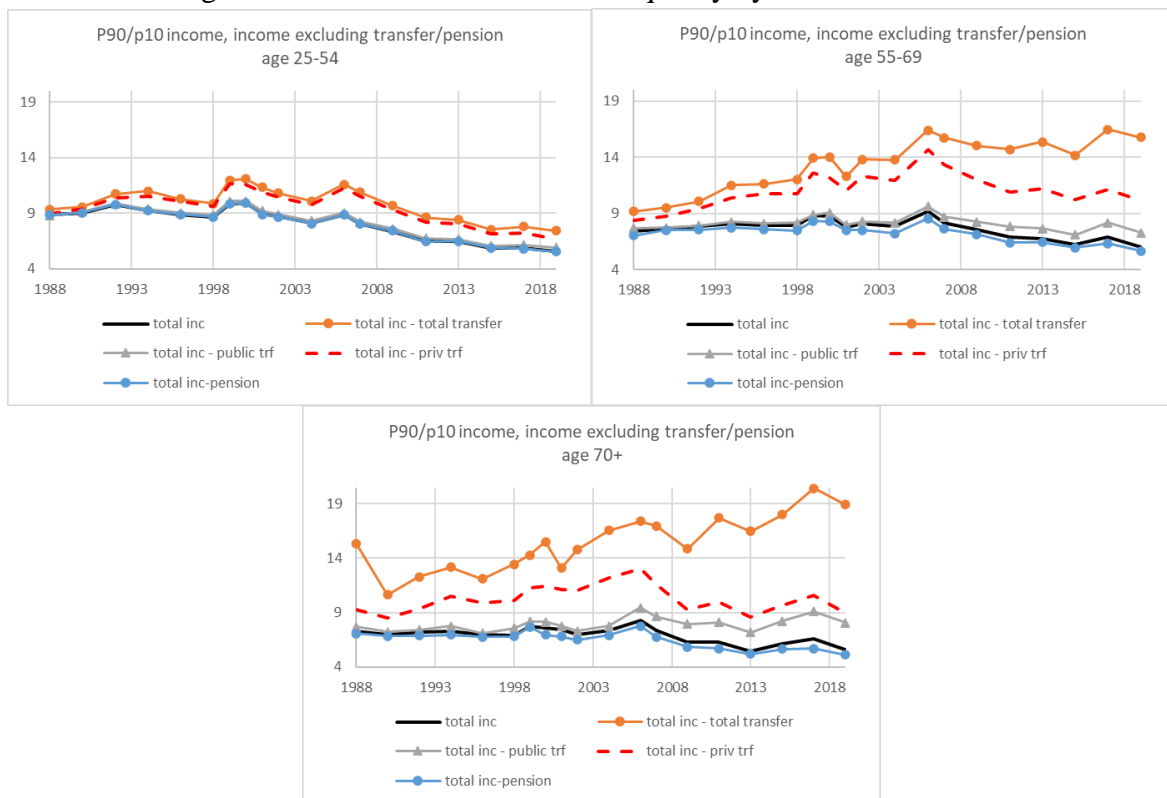 P90/p10 income, income excluding transfer/pension
age 25-54
19
14
9
4
1988 1993 1998 2003 2008 2013 2018
total inc total inc - total transfer
total inc - public trf total inc - priv trf
total inc-pension
P90/p10 income, income excluding transfer/pension
age 55-69
19
14
9
4
1988 1993 1998 2003 2008 2013 2018
total inc total inc - total transfer
total inc - public trf total inc - priv trf
total inc-pension
P90/p10 income, income excluding transfer/pension
age 70+
19
14
9
4
1988 1993 1998 2003 2008 2013 2018
total inc total inc - total transfer
total inc - public trf total inc - priv trf
total inc-pension